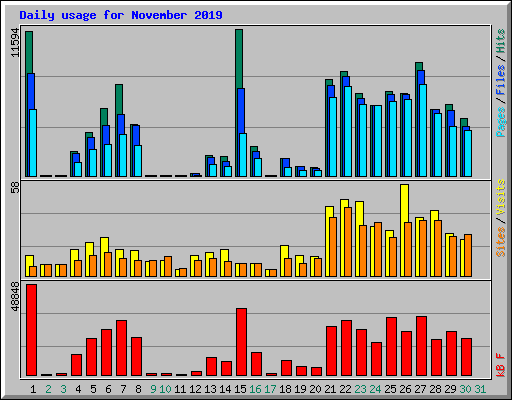 Daily usage for November 2019
11594
Pages / Files / Hits
58
Sites / Visits
48848
kB F
1 2 3 4 5 6 7 8 9 10 11 12 13 14 15 16 17 18 19 20 21 22 23 24 25 26 27 28 29 30 31